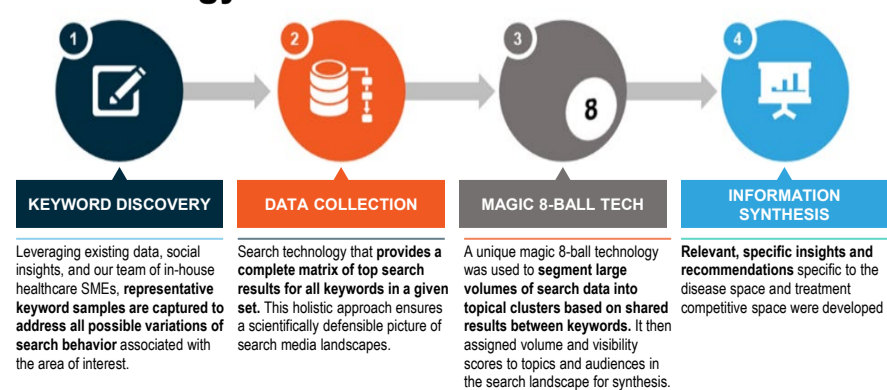 1
2
3
4
8
KEYWORD DISCOVERY
Leveraging existing data, social
insights, and our team of in-house
healthcare SMEs, representative
keyword samples are captured to
address all possible variations of
search behavior associated with
the area of interest.
DATA COLLECTION
Search technology that provides a
complete matrix of top search
results for all keywords in a given
set. This holistic approach ensures
a scientifically defensible picture of
search media landscapes.
MAGIC 8-BALL TECH
A unique magic 8-ball technology
was used to segment large
volumes of search data into
topical clusters based on shared
results between keywords. It then
assigned volume and visibility
scores to topics and audiences in
the search landscape for synthesis.
INFORMATION
SYNTHESIS
Relevant, specific insights and
recommendations specific to the
disease space and treatment
competitive space were developed